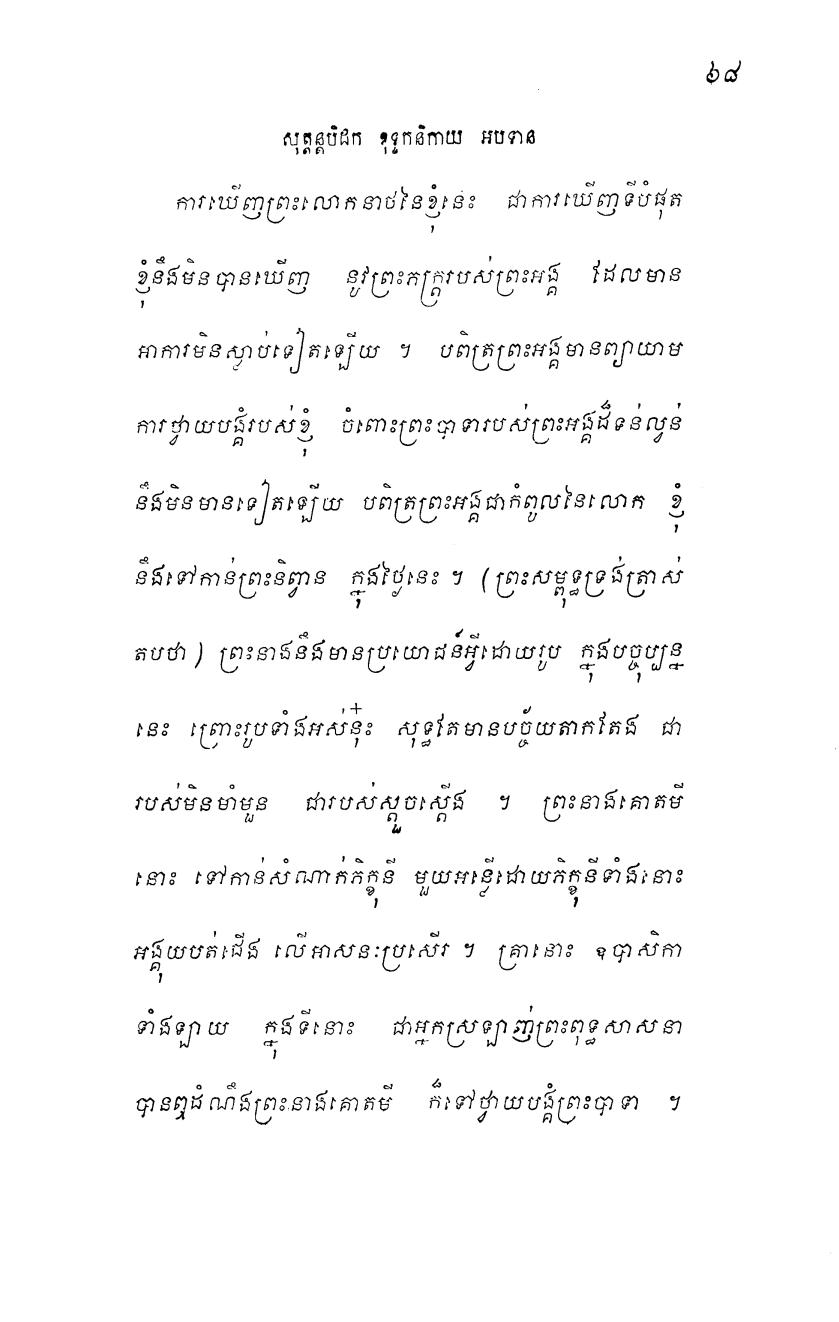 ៦៨
សុត្តន្តបិដក ខុទ្ទកនិកាយ អបទាន
ការឃើញព្រះលោកនាថនៃខ្ញុំនេះ ជាការឃើញទីបំផុត
ខ្ញុំនឹងមិនបានឃើញ នូវព្រះភក្ត្ររបស់ព្រះអង្គ ដែលមាន
អាការមិនស្កាប់ទៀតឡើយ ។ បពិត្រព្រះអង្គមានព្យាយាម
ការថ្វាយបង្គំរបស់ខ្ញុំ ចំពោះព្រះបាទារបស់ព្រះអង្គដ៏ទន់ល្វន់
នឹងមិនមានទៀតឡើយ បពិត្រព្រះអង្គជាកំពូលនៃលោក ខ្ញុំ
នឹងទៅកាន់ព្រះនិព្វាន ក្នុងថ្ងៃនេះ ។ (ព្រះសម្ពុទ្ធទ្រង់ត្រាស់
តបថា) ព្រះនាងនឹងមានប្រយោជន៍អ្វីដោយរូប ក្នុងបច្ចុប្បន្ន
នេះ ព្រោះរូបទាំងអស់នុ៎ះ សុទ្ធតែមានបច្ច័យតាក់តែង ជា
របស់មិនមាំមួន ជារបស់ស្តួចស្តើង ។ ព្រះនាងគោតមី
នោះ ទៅកាន់សំណាក់ភិក្ខុនី មួយអន្លើដោយភិក្ខុនីទាំងនោះ
អង្គុយបត់ជើង លើអាសនៈប្រសើរ ។ គ្រានោះ ឧបាសិកា
ទាំងឡាយ ក្នុងទីនោះ ជាអ្នកស្រឡាញ់ព្រះពុទ្ធសាសនា
បានឮដំណឹងព្រះនាងគោតមី ក៏ទៅថ្វាយបង្គំព្រះបាទា ។